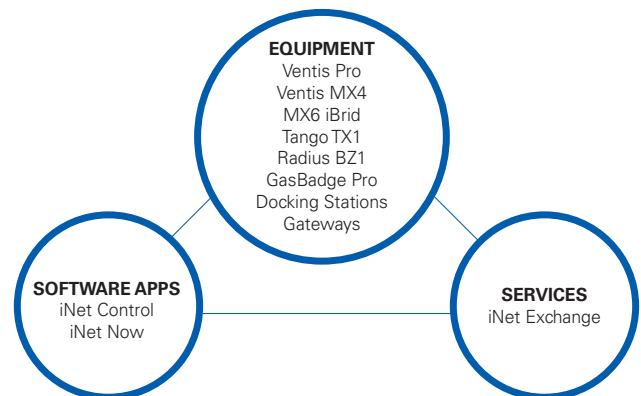 EQUIPMENT
Ventis Pro
Ventis MX4
MX6 iBrid
Tango TX1
Radius BZ1
GasBadge Pro
Docking Stations
Gateways
SOFTWARE APPS
iNet Control
iNet Now
SERVICES
iNet Exchange